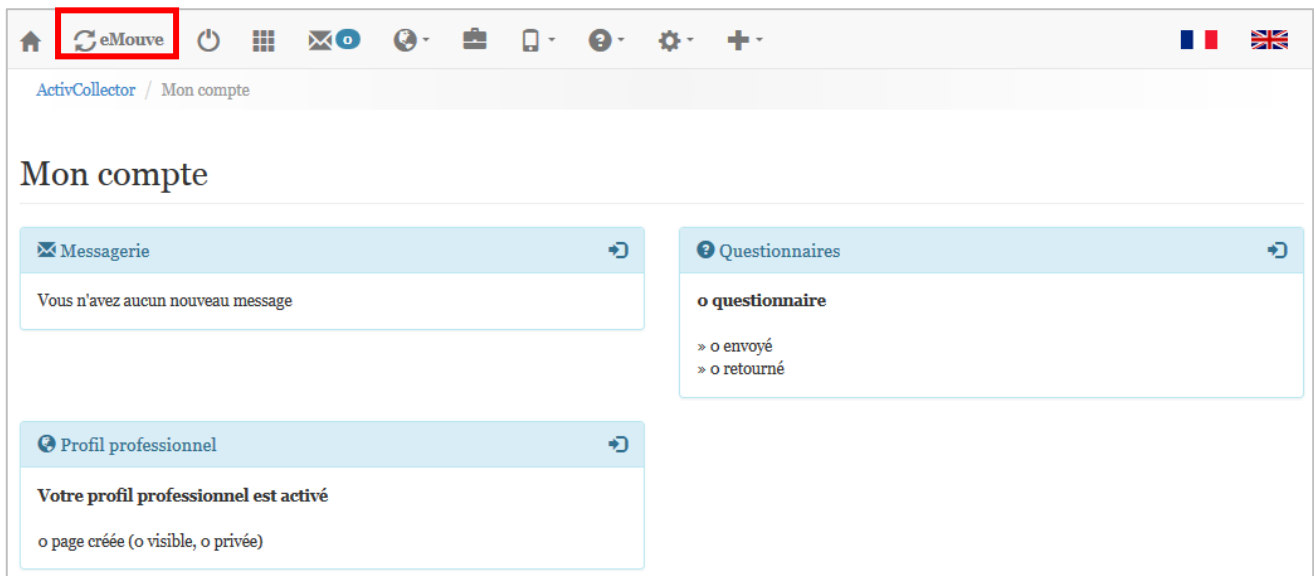 eMouve 0
ActivCollector / Mon compte
Mon compte
Messagerie
Vous n'avez aucun nouveau message
Questionnaires
0 questionnaire
» 0 envoyé
» 0 retourné
Profil professionnel
Votre profil professionnel est activé
0 page créée (0 visible, 0 privée)